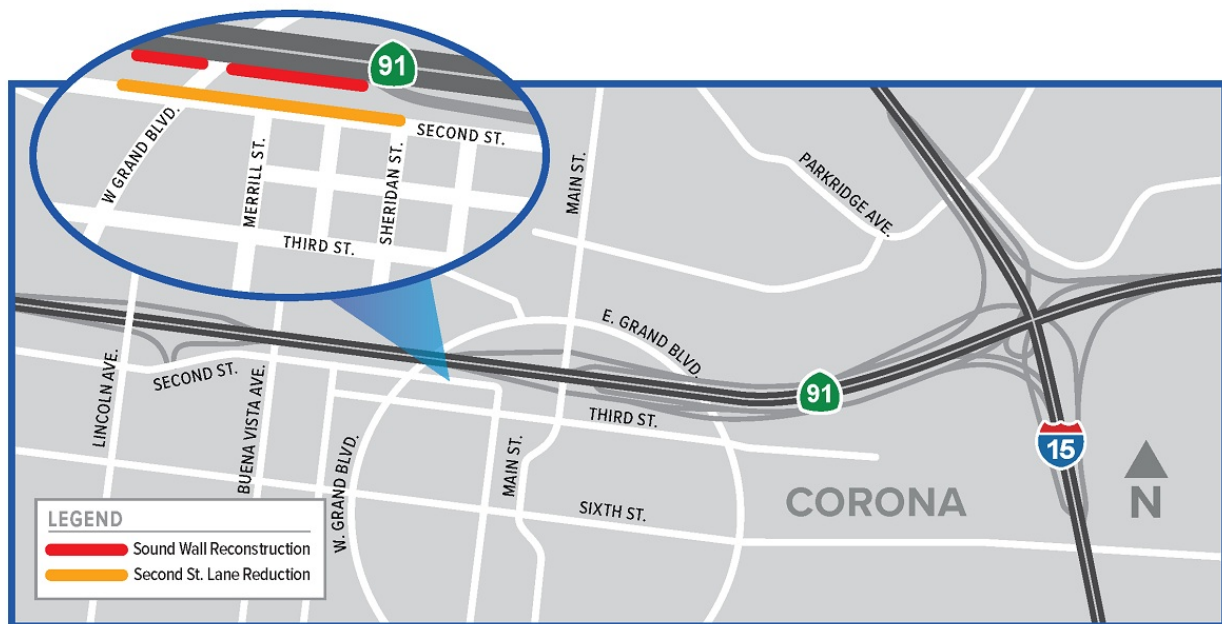 91
W GRAND BLVD.
SECOND ST.
MERRILL ST.
SHERIDAN ST.
THIRD ST.
MAIN ST.
PARKRIDGE AVE.
E. GRAND BLVD.
LINCOLN AVE.
SECOND ST.
BUENA VISTA AVE.
W. GRAND BLVD.
MAIN ST.
THIRD ST.
91
15
SIXTH ST.
CORONA
N
LEGEND
Sound Wall Reconstruction
Second St. Lane Reduction